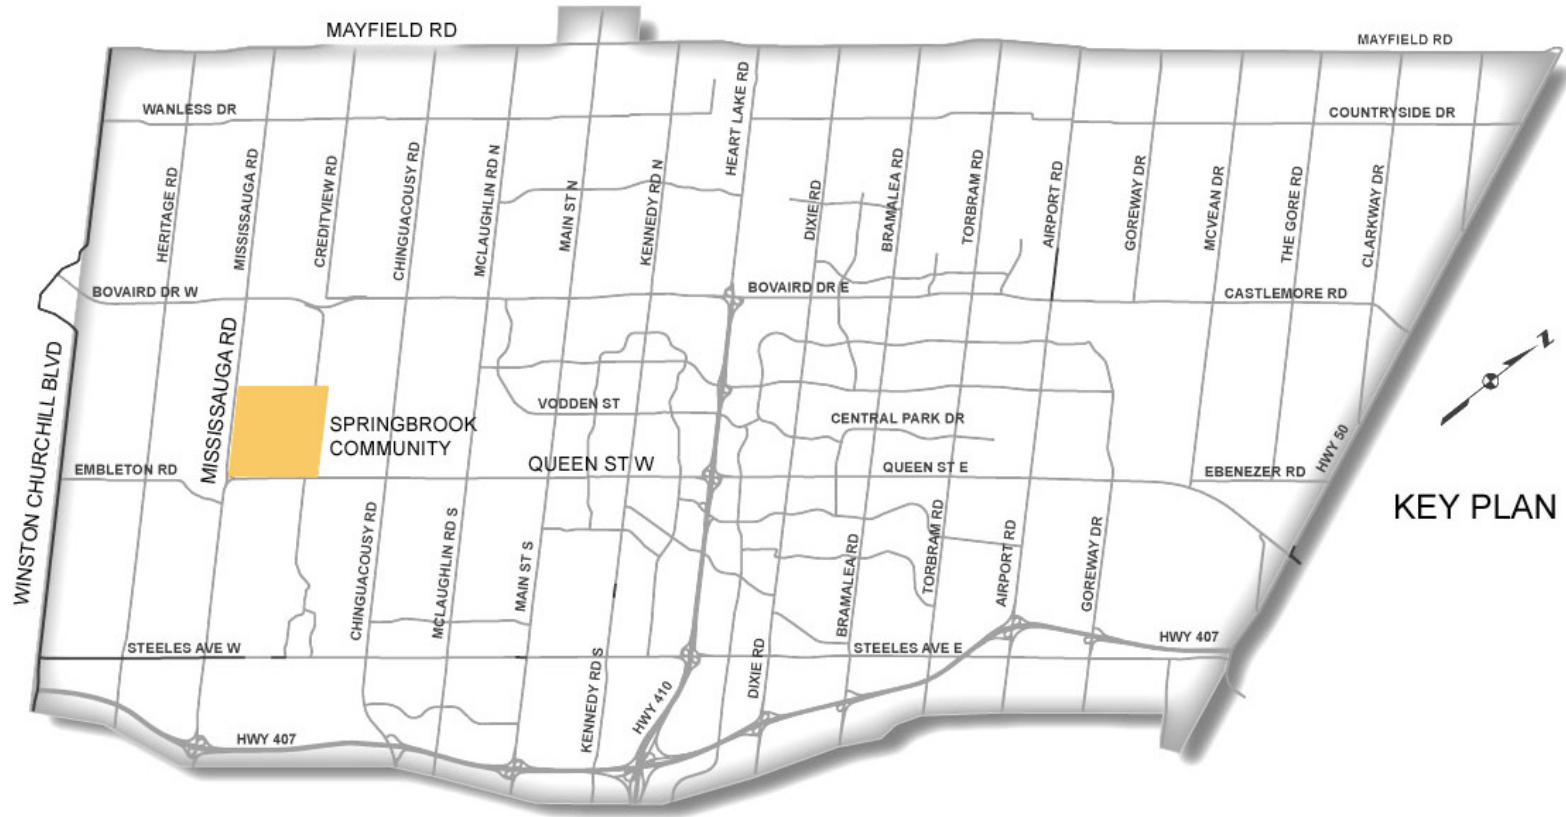 MAYFIELD RD
MAYFIELD RD
WANLESS DR
COUNTRYSIDE DR
HERITAGE RD
MISSISSAUGA RD
CREDITVIEW RD
CHINGUACOUSY RD
MCLAUGHLIN RD N
MAIN ST N
KENNEDY RD N
HEART LAKE RD
DIXIE RD
BRAMALEA RD
TORBRAM RD
AIRPORT RD
GOREWAY DR
MCVEAN DR
THE GORE RD
CLARKWAY DR
BOVAIRD DR W
BOVAIRD DR E
CASTLEMORE RD
WINSTON CHURCHILL BLVD
MISSISSAUGA RD
SPRINGBROOK
COMMUNITY
VODDEN ST
CENTRAL PARK DR
EMBLETON RD
QUEEN ST W
QUEEN ST E
EBENEZER RD
HWY 50
N
KEY PLAN
CHINGUACOUSY RD
MCLAUGHLIN RD S
MAIN ST S
KENNEDY RD S
HWY 410
DIXIE RD
BRAMALEA RD
TORBRAM RD
AIRPORT RD
GOREWAY DR
STEELES AVE W
STEELES AVE E
HWY 407
HWY 407